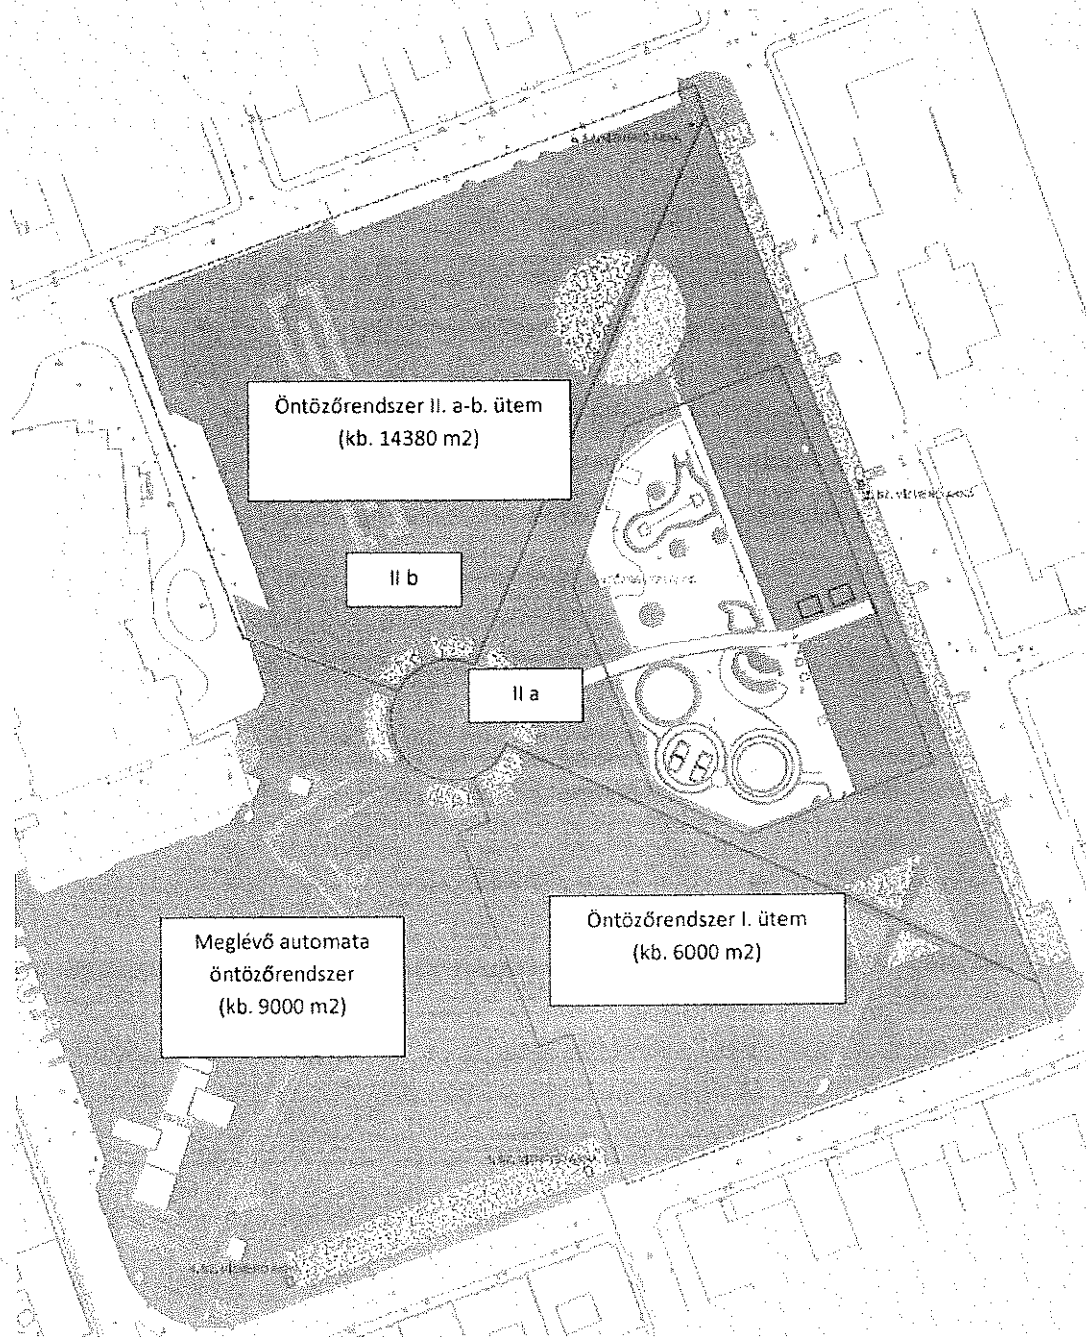 Öntözőrendszer II. a-b. ütem
(kb. 14380 m2)
II b
II a
Öntözőrendszer I. ütem
(kb. 6000 m2)
Meglévő automata
öntözőrendszer
(kb. 9000 m2)